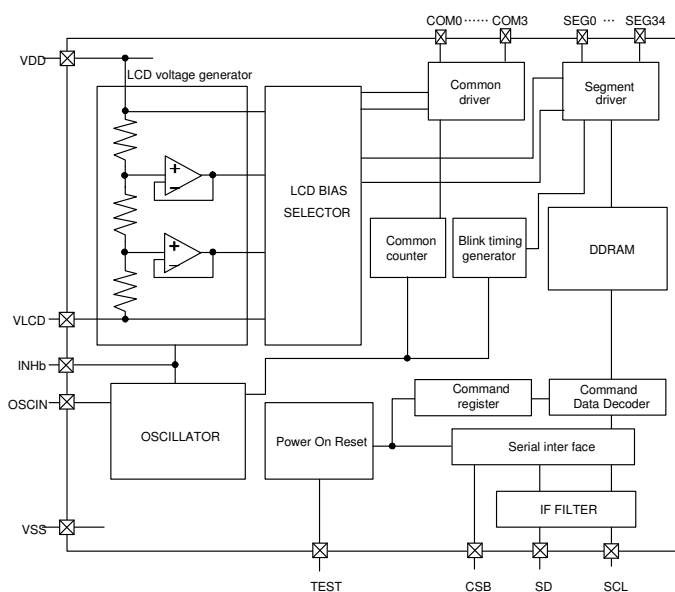 COM0 ······ COM3 SEG0 ··· SEG34
VDD
LCD voltage generator
Common
driver
Segment
driver
+
−
LCD BIAS
SELECTOR
+
−
Common
counter
Blink timing
generator
DDRAM
VLCD
INHb
OSCIN
OSCILLATOR
Command
register
Command
Data Decoder
Power On Reset
Serial inter face
IF FILTER
VSS
TEST CSB SD SCL